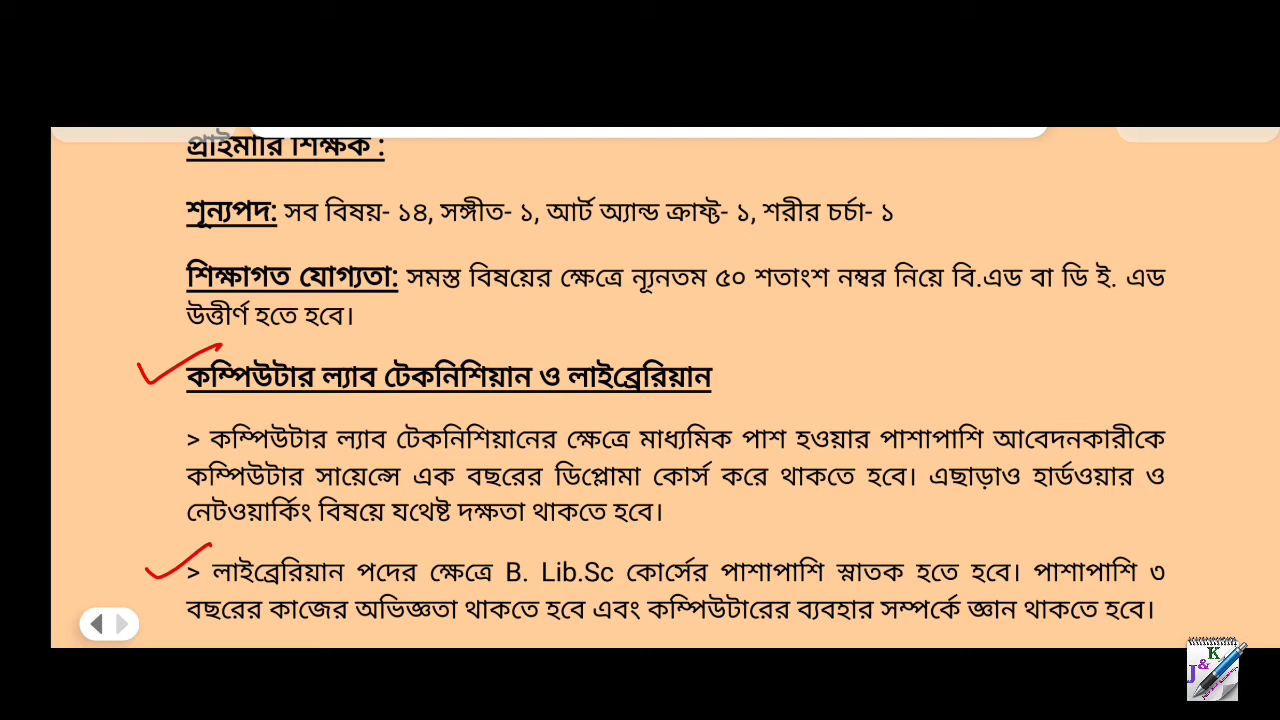 প্রাইমারি শিক্ষক :
শূন্যপদ: সব বিষয়- ১৪, সঙ্গীত- ১, আর্ট অ্যান্ড ক্রাফ্ট- ১, শরীর চর্চা- ১
শিক্ষাগত যোগ্যতা: সমস্ত বিষয়ের ক্ষেত্রে ন্যূনতম ৫০ শতাংশ নম্বর নিয়ে বি.এড বা ডি ই. এড
উত্তীর্ণ হতে হবে।
কম্পিউটার ল্যাব টেকনিশিয়ান ও লাইব্রেরিয়ান
> কম্পিউটার ল্যাব টেকনিশিয়ানের ক্ষেত্রে মাধ্যমিক পাশ হওয়ার পাশাপাশি আবেদনকারীকে
কম্পিউটার সায়েন্সে এক বছরের ডিপ্লোমা কোর্স করে থাকতে হবে। এছাড়াও হার্ডওয়ার ও
নেটওয়ার্কিং বিষয়ে যথেষ্ট দক্ষতা থাকতে হবে।
> লাইব্রেরিয়ান পদের ক্ষেত্রে B. Lib.Sc কোর্সের পাশাপাশি স্নাতক হতে হবে। পাশাপাশি ৩
বছরের কাজের অভিজ্ঞতা থাকতে হবে এবং কম্পিউটারের ব্যবহার সম্পর্কে জ্ঞান থাকতে হবে।
J&K